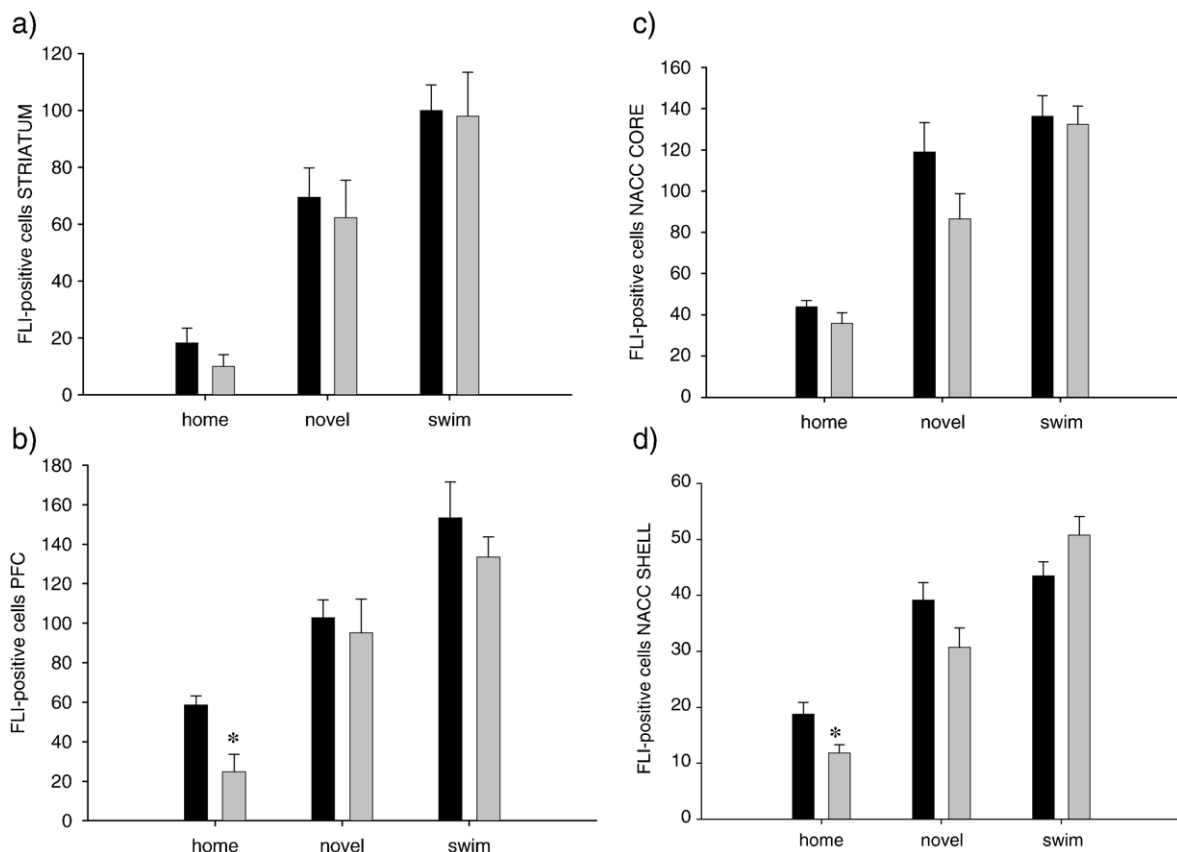 a)
FLI-positive cells STRIATUM
120
100
80
60
40
20
0
home novel swim
b)
FLI-positive cells PFC
180
160
140
120
100
80
60
40
20
0
*
home novel swim
c)
FLI-positive cells NACC CORE
160
140
120
100
80
60
40
20
0
home novel swim
d)
FLI-positive cells NACC SHELL
60
50
40
30
20
10
0
*
home novel swim